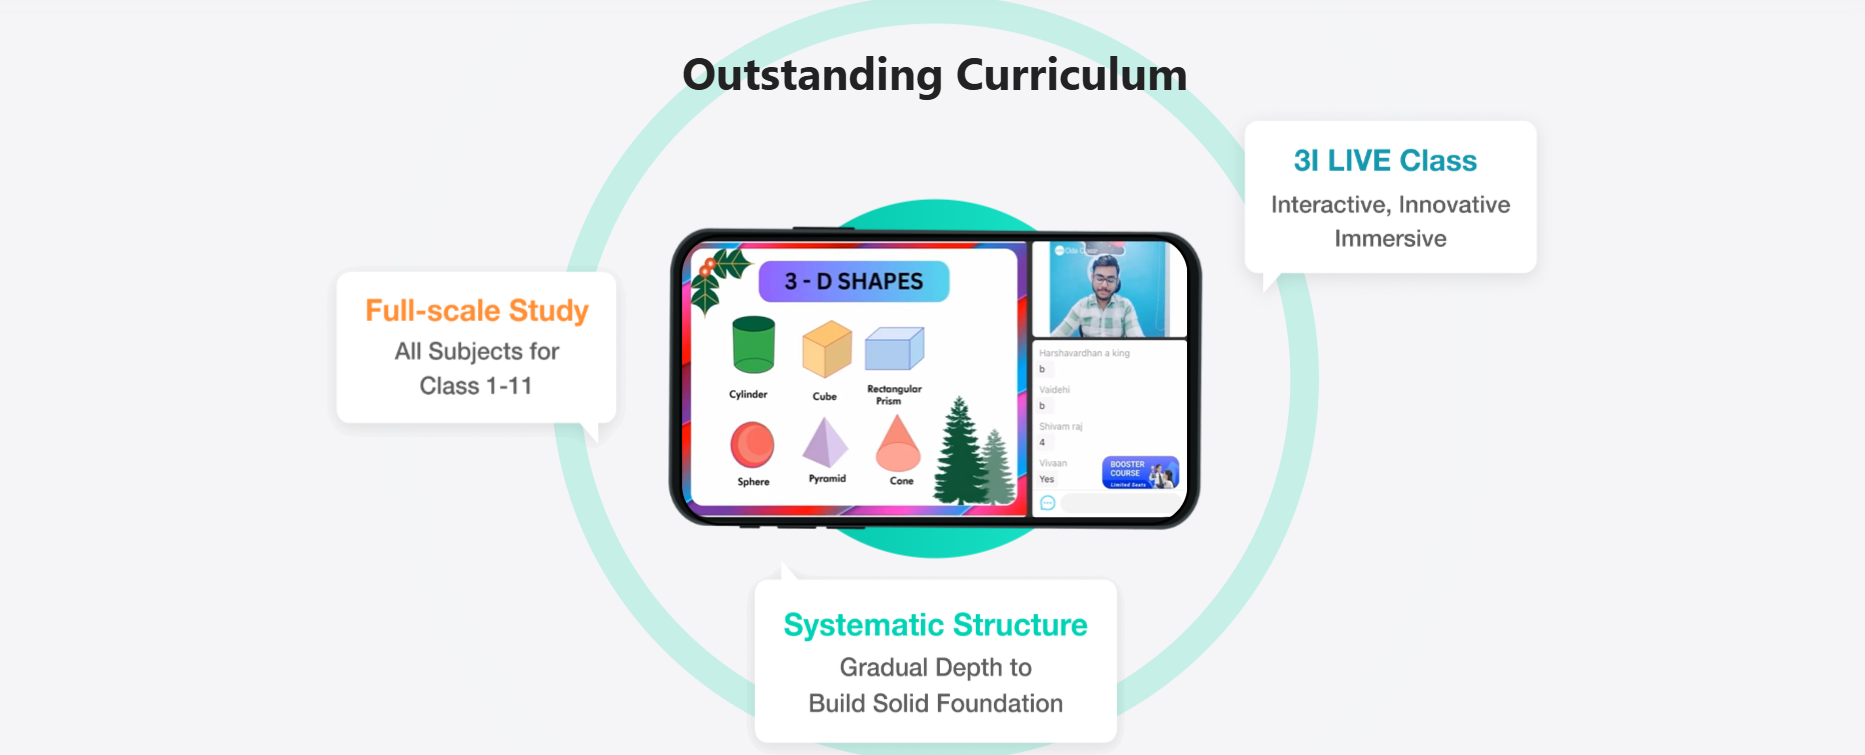 Outstanding Curriculum
3I LIVE Class
Interactive, Innovative
Immersive
Full-scale Study
All Subjects for
Class 1-11
3 - D SHAPES
Cylinder
Cube
Rectangular
Prism
Sphere
Pyramid
Cone
Harshavardhan a king
b
Vaidehi
b
Shivam raj
4
Vivaan
Yes
BOOSTER
COURSE
Limited Seats
Systematic Structure
Gradual Depth to
Build Solid Foundation